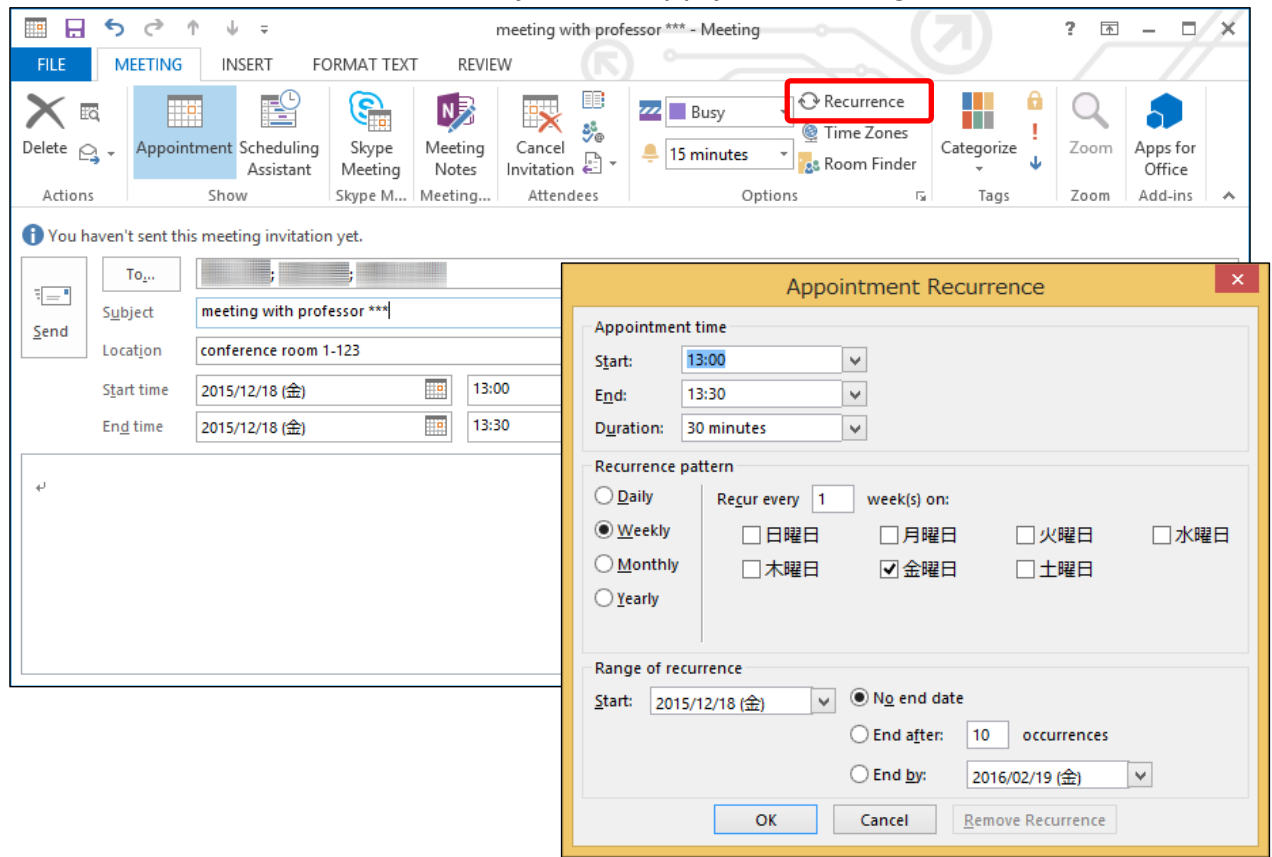 meeting with professor *** - Meeting
?
FILE MEETING INSERT FORMAT TEXT REVIEW
Delete
Actions
Appointment
Scheduling Assistant
Show
Skype Meeting
Skype M...
Meeting Notes
Meeting...
Cancel Invitation
Attendees
Busy
15 minutes
Recurrence
Time Zones
Room Finder
Options
Categorize
Tags
Zoom
Zoom
Apps for Office
Add-ins
You haven't sent this meeting invitation yet.
Send
To... ; ;
Subject meeting with professor ***
Location conference room 1-123
Start time 2015/12/18 (金) 13:00
End time 2015/12/18 (金) 13:30
Appointment Recurrence
Appointment time
Start: 13:00
End: 13:30
Duration: 30 minutes
Recurrence pattern
Daily
Weekly
Monthly
Yearly
Recur every 1 week(s) on:
日曜日 月曜日 火曜日 水曜日
木曜日 金曜日 土曜日
Range of recurrence
Start: 2015/12/18 (金)
No end date
End after: 10 occurrences
End by: 2016/02/19 (金)
OK Cancel Remove Recurrence